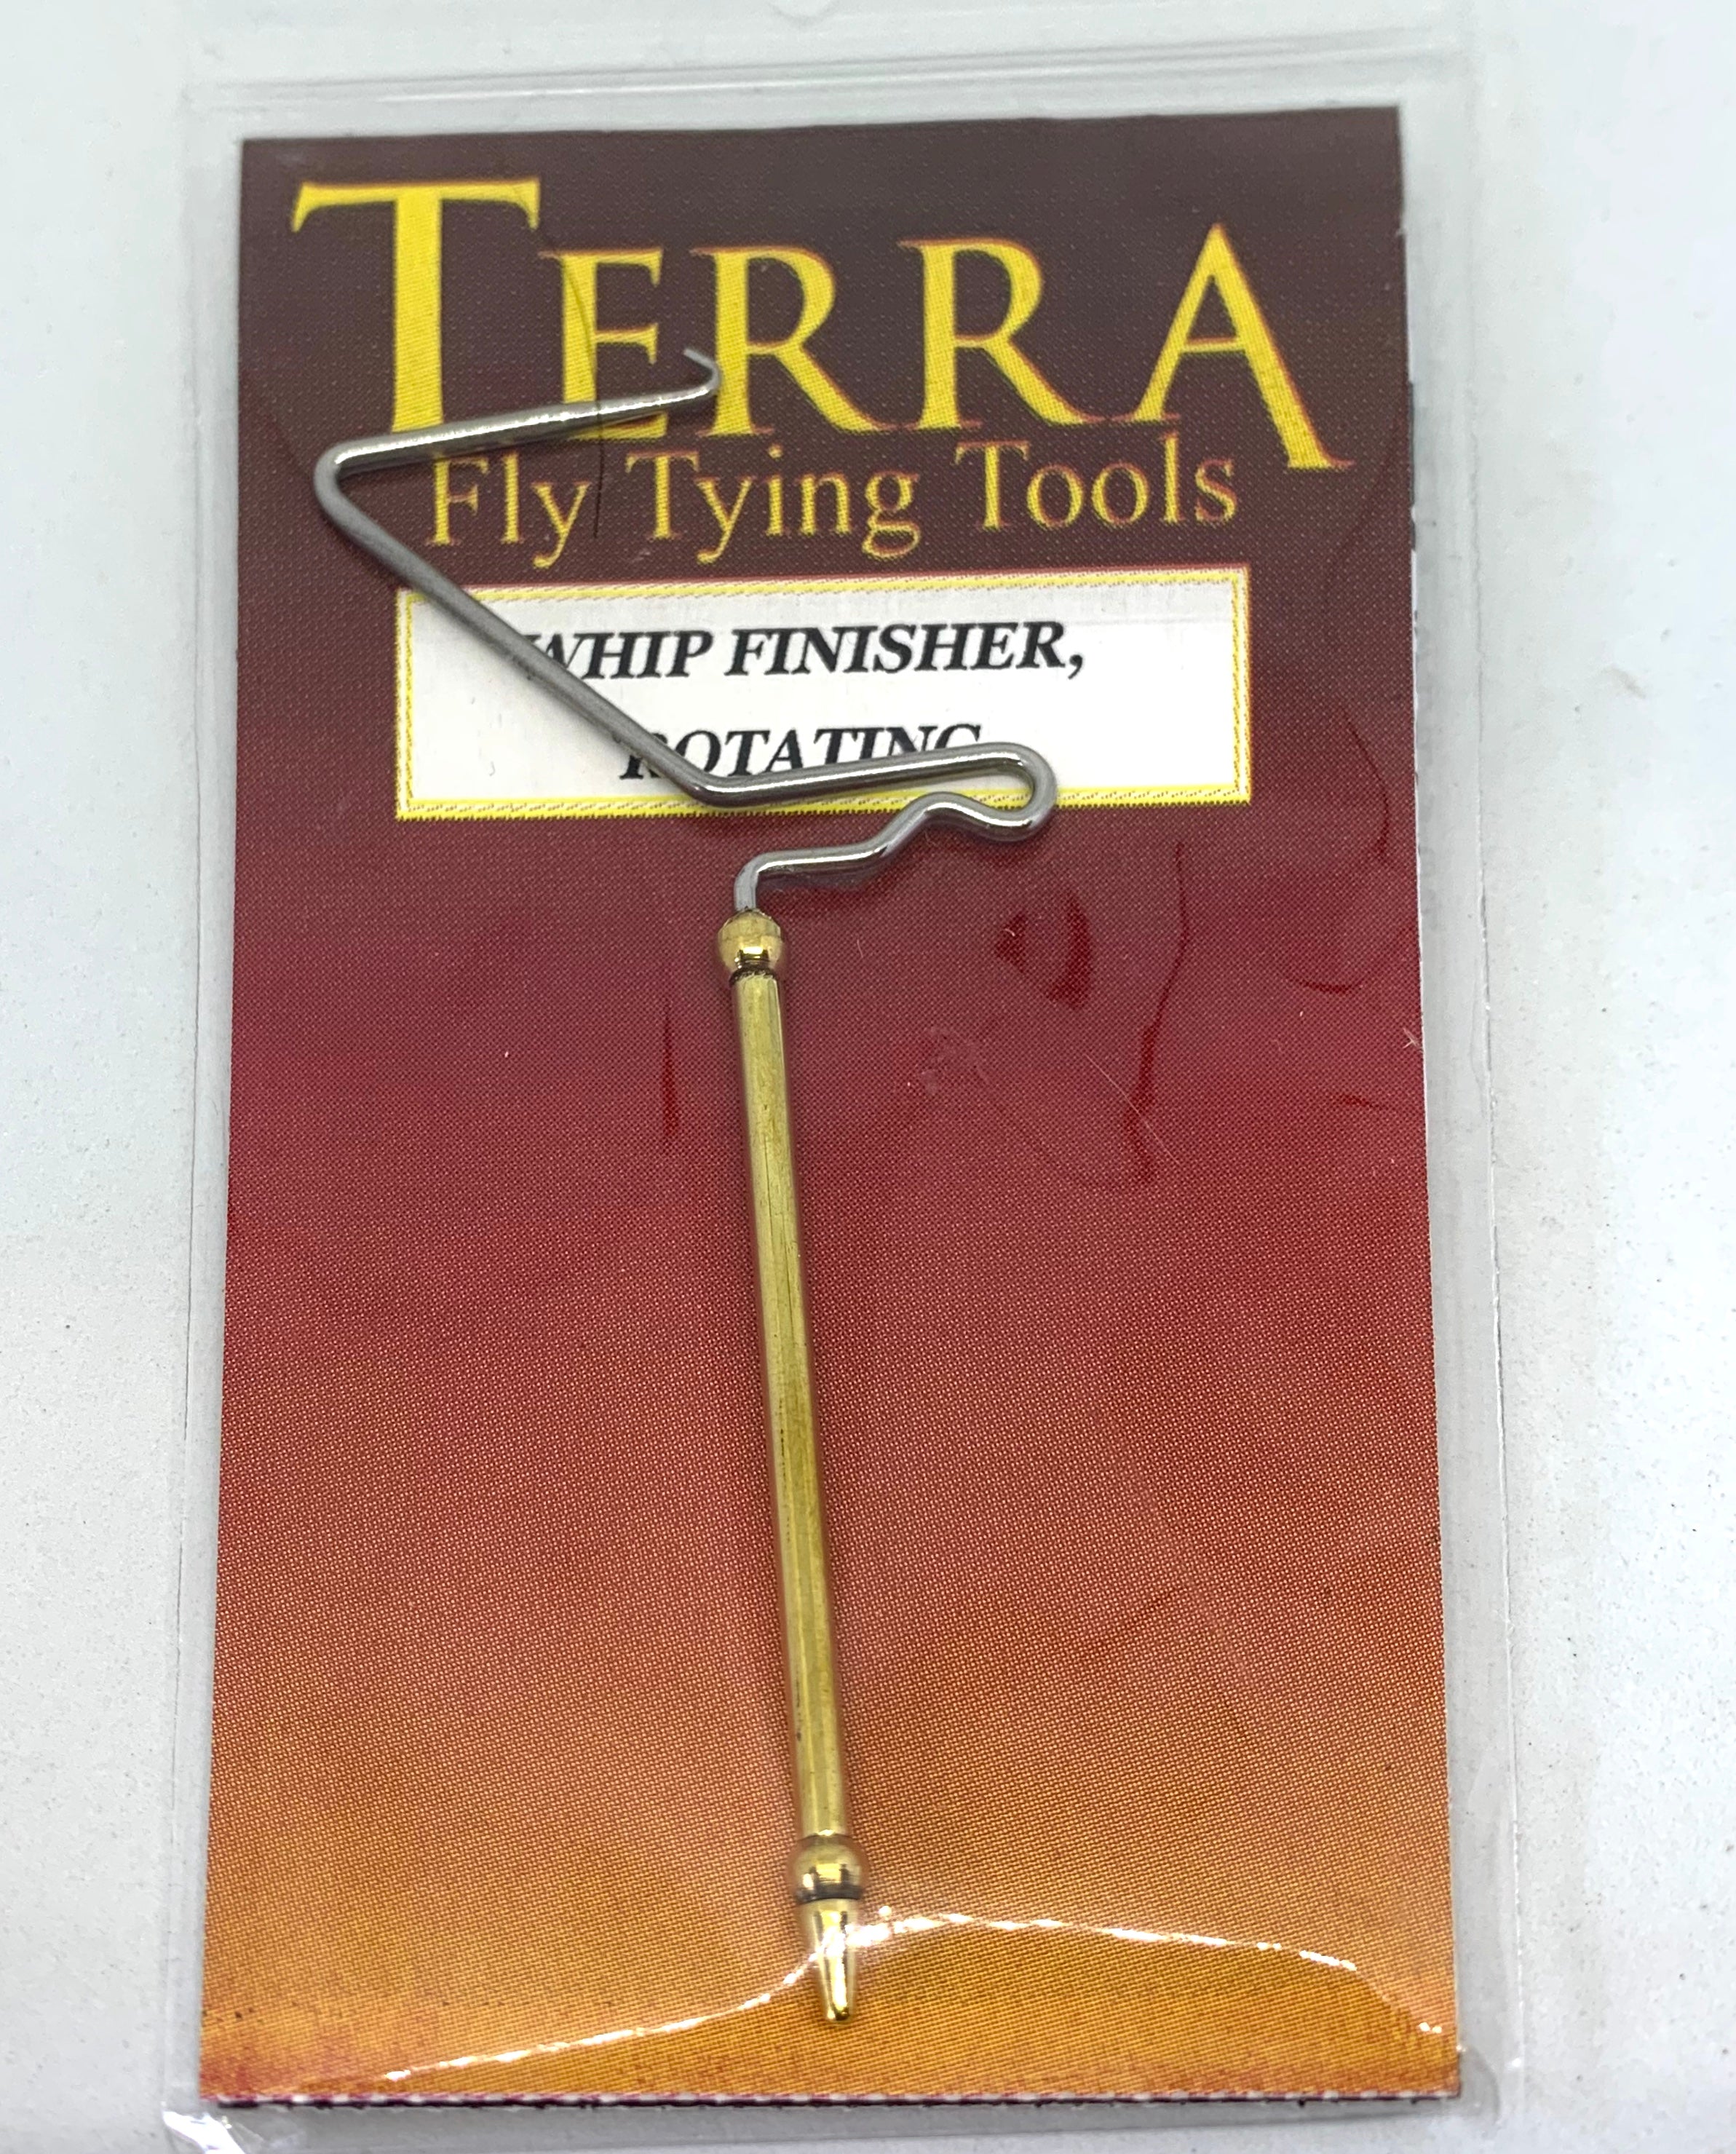 TERRA
Fly Tying Tools
WHIP FINISHER,
ROTATING